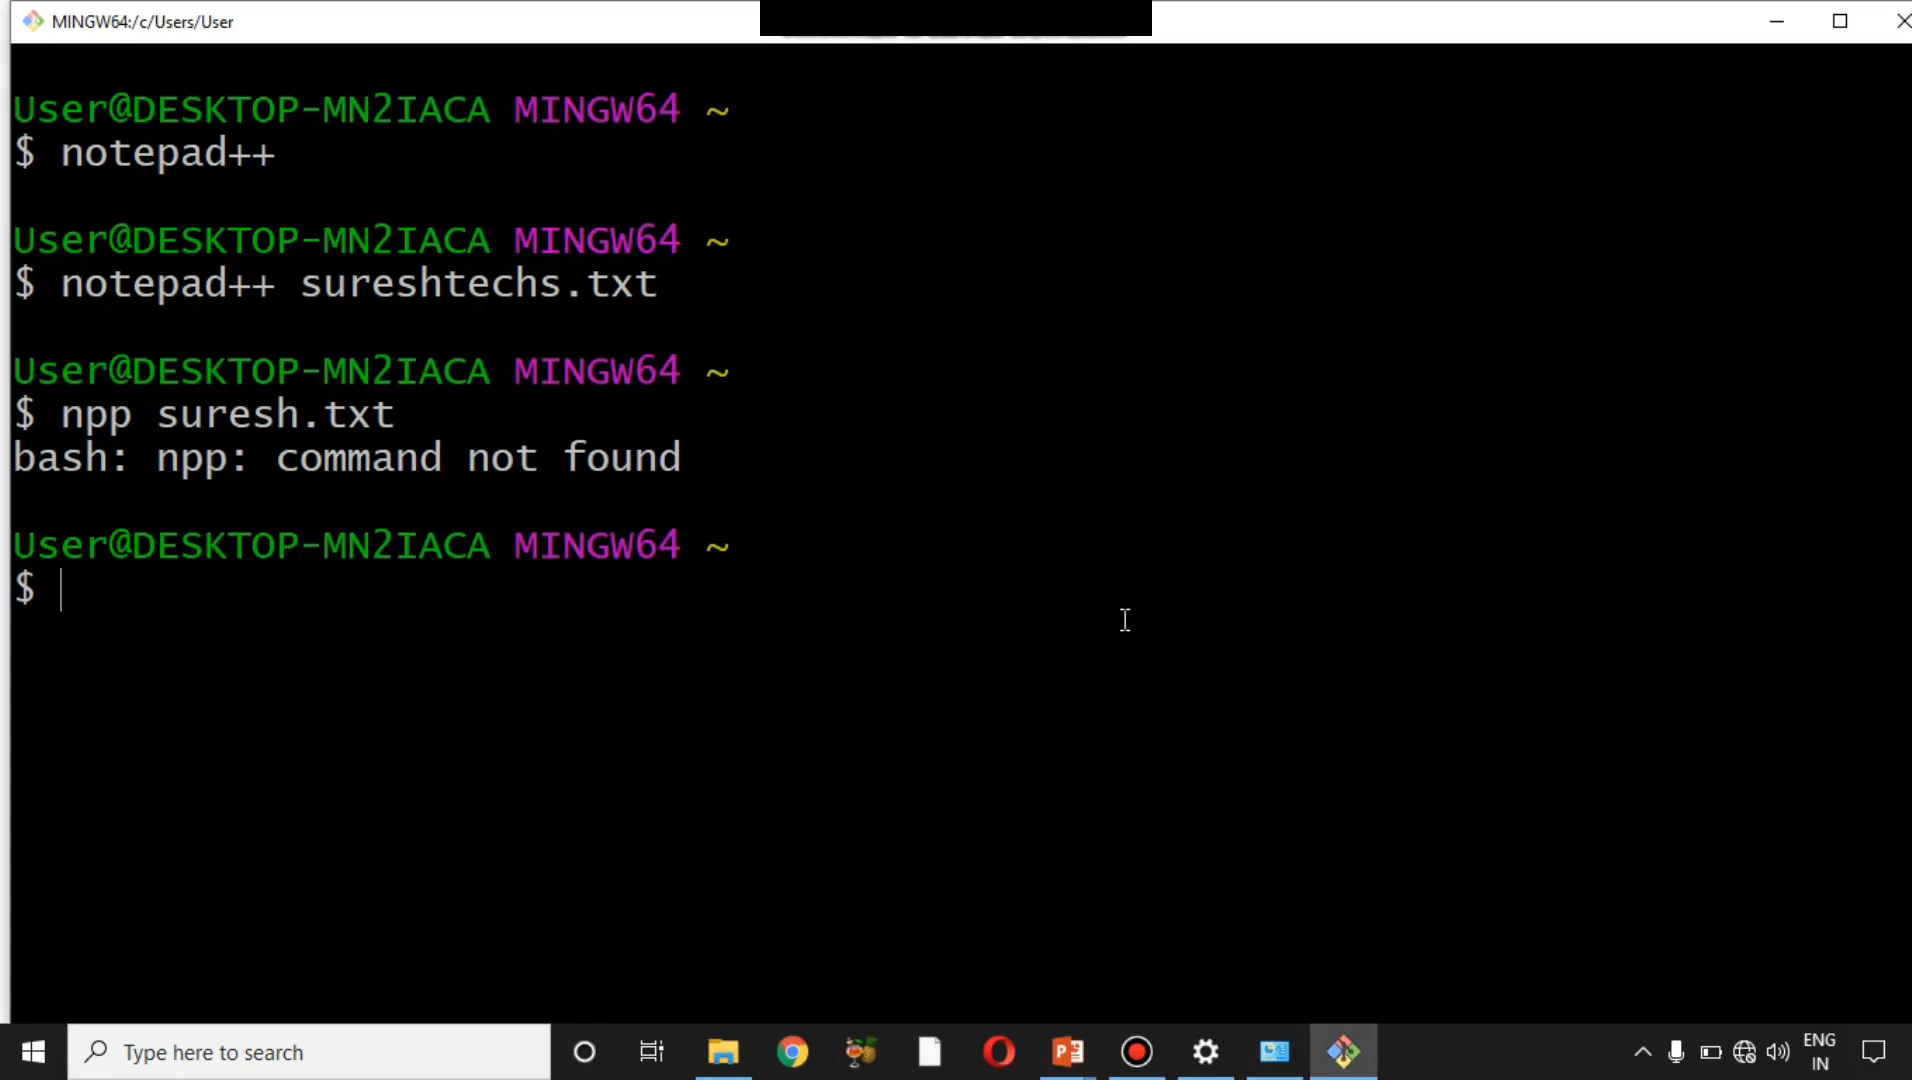 MINGW64:/c/Users/User
User@DESKTOP-MN2IACA MINGW64 ~
$ notepad++
User@DESKTOP-MN2IACA MINGW64 ~
$ notepad++ sureshtechs.txt
User@DESKTOP-MN2IACA MINGW64 ~
$ npp suresh.txt
bash: npp: command not found
User@DESKTOP-MN2IACA MINGW64 ~
$
Type here to search
ENG
IN